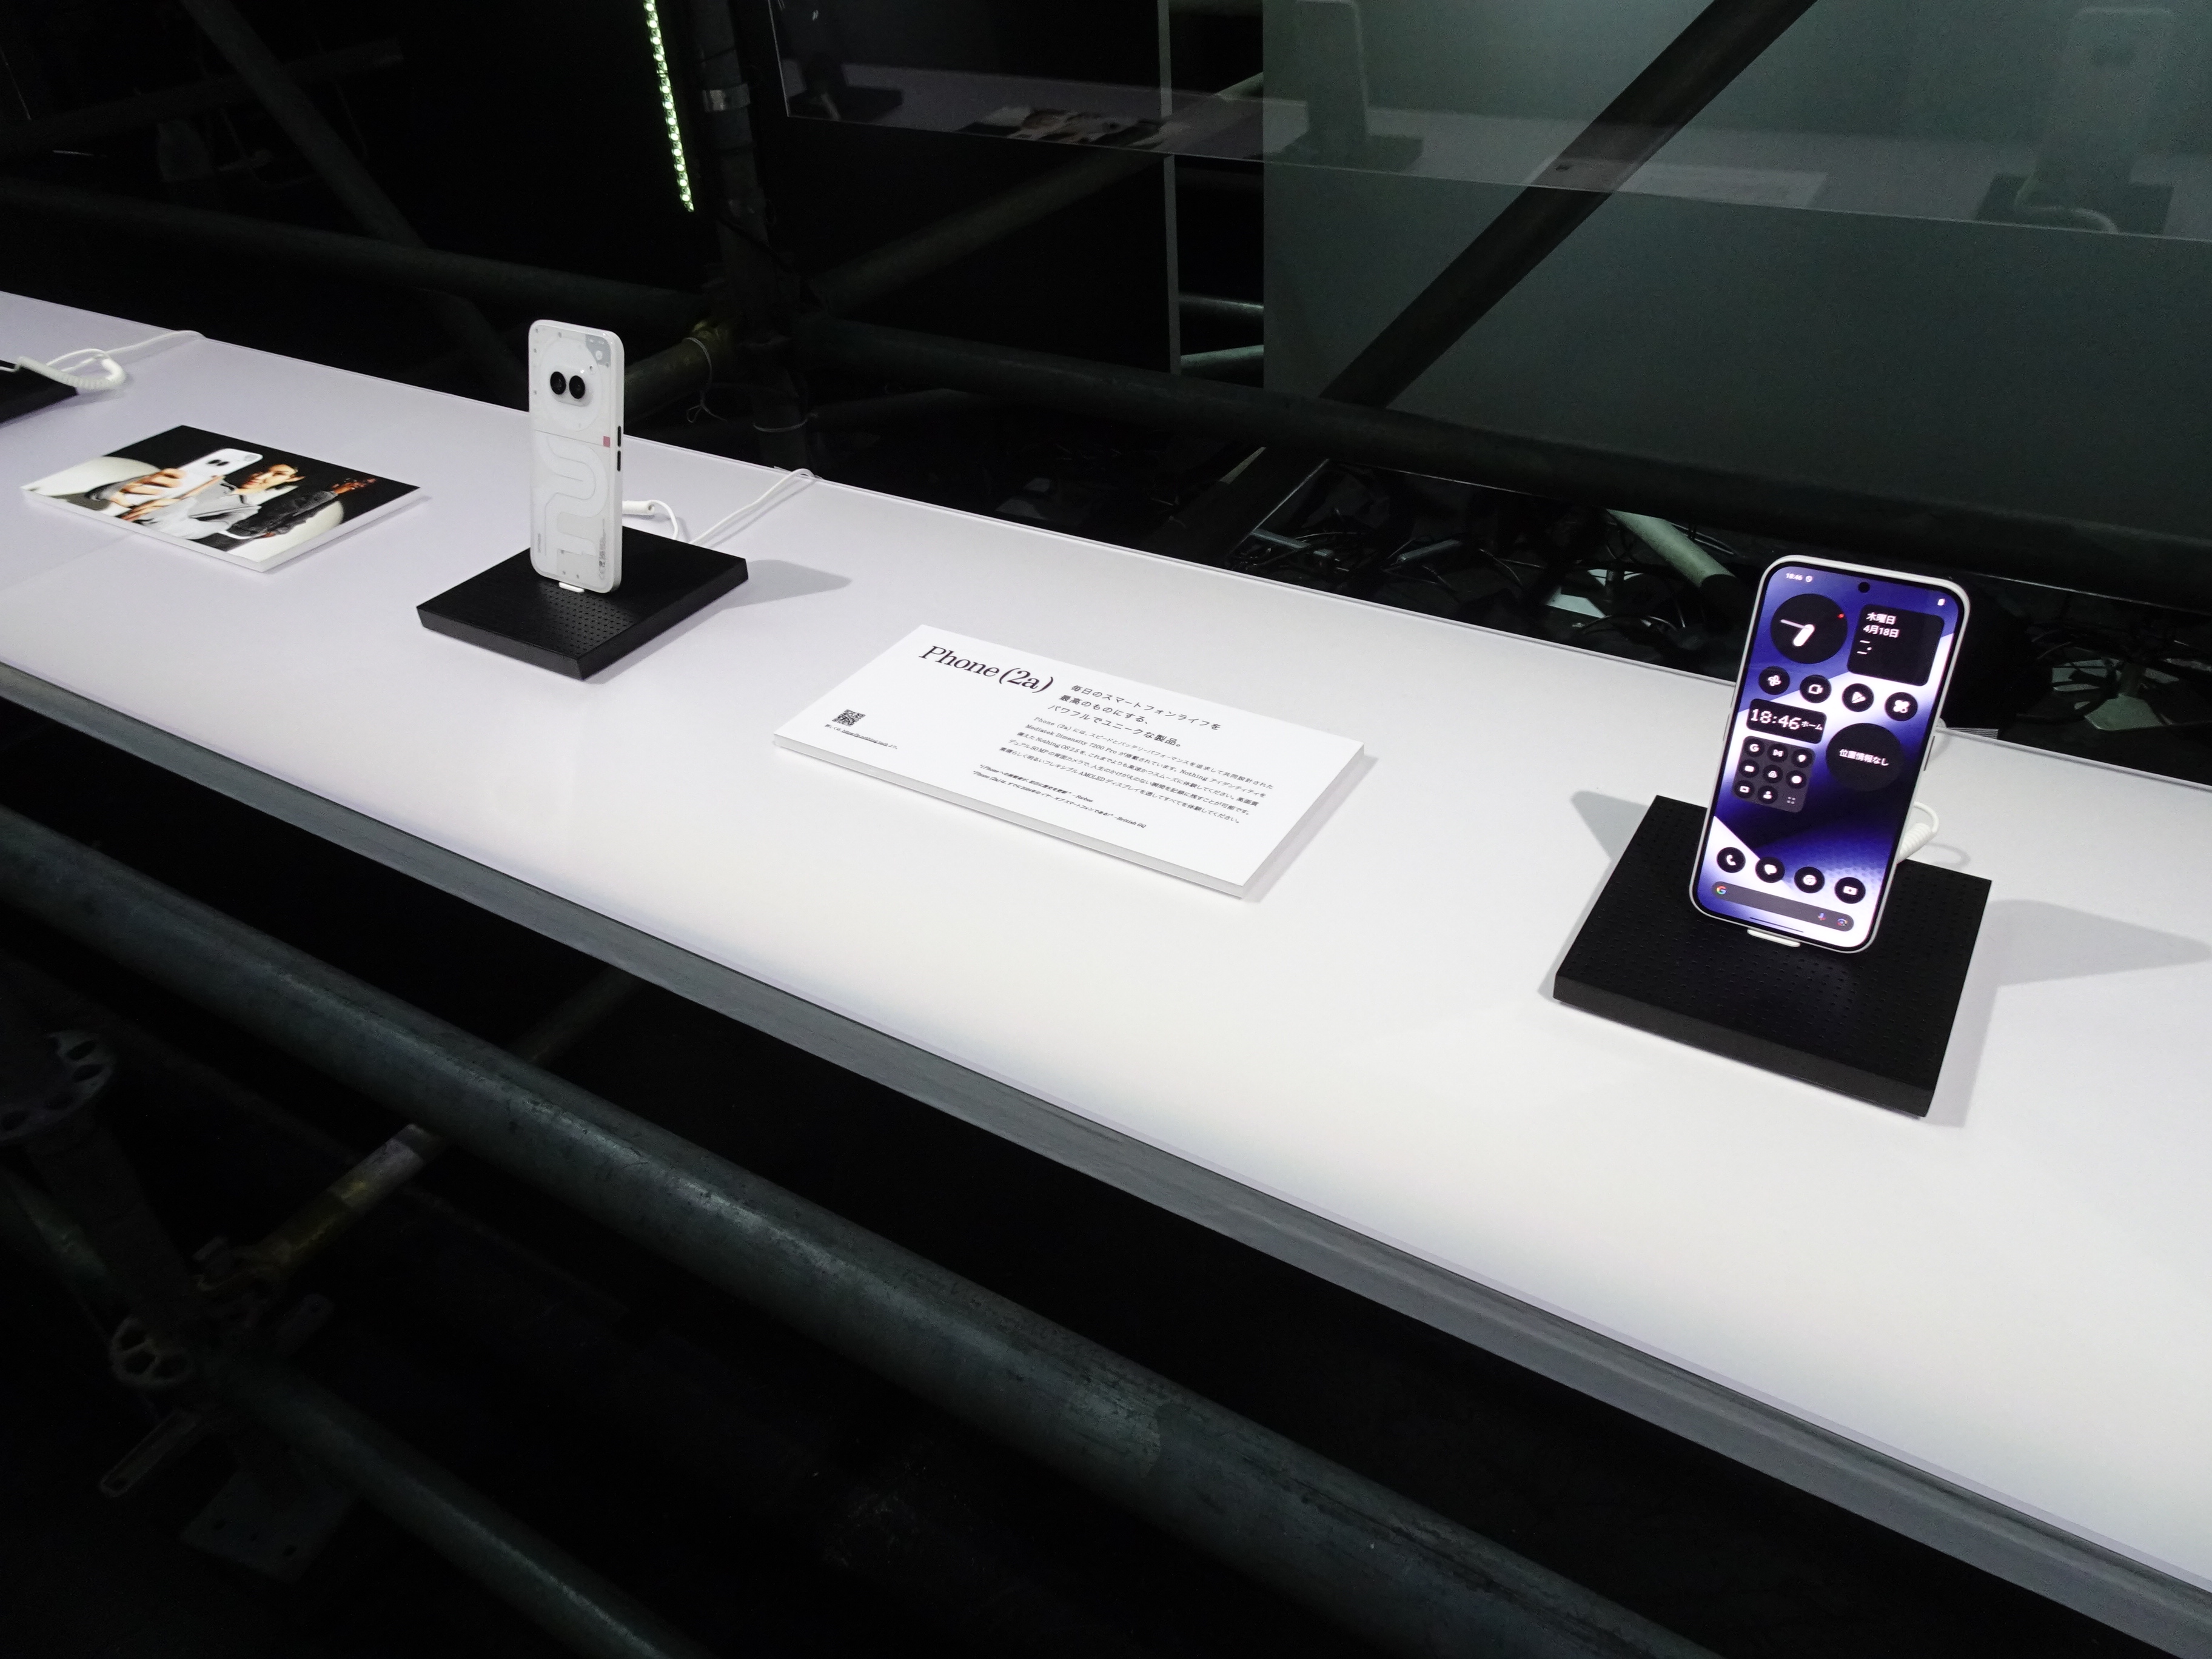 Phone (2a)
毎日のスマートフォンライフを
最高のものにする、
パワフルでユニークな製品。
Phone (2a) には、スピードとバッテリーパフォーマンスを追求して共同設計された
Mediatek Dimensity 7200 Pro が搭載されています。Nothing アイデンティティを
備えた Nothing OS 2.5 を、これまでよりも高速かつスムーズに体験してください。高画質
デュアル 50 MP の背面カメラで、人生のかけがえのない瞬間を記録に残すことが可能です。
素晴らしく明るいフレキシブル AMOLED ディスプレイを通してすべてを体験してください。
18:46
木曜日
4月18日
18:46 ホーム
位置情報なし